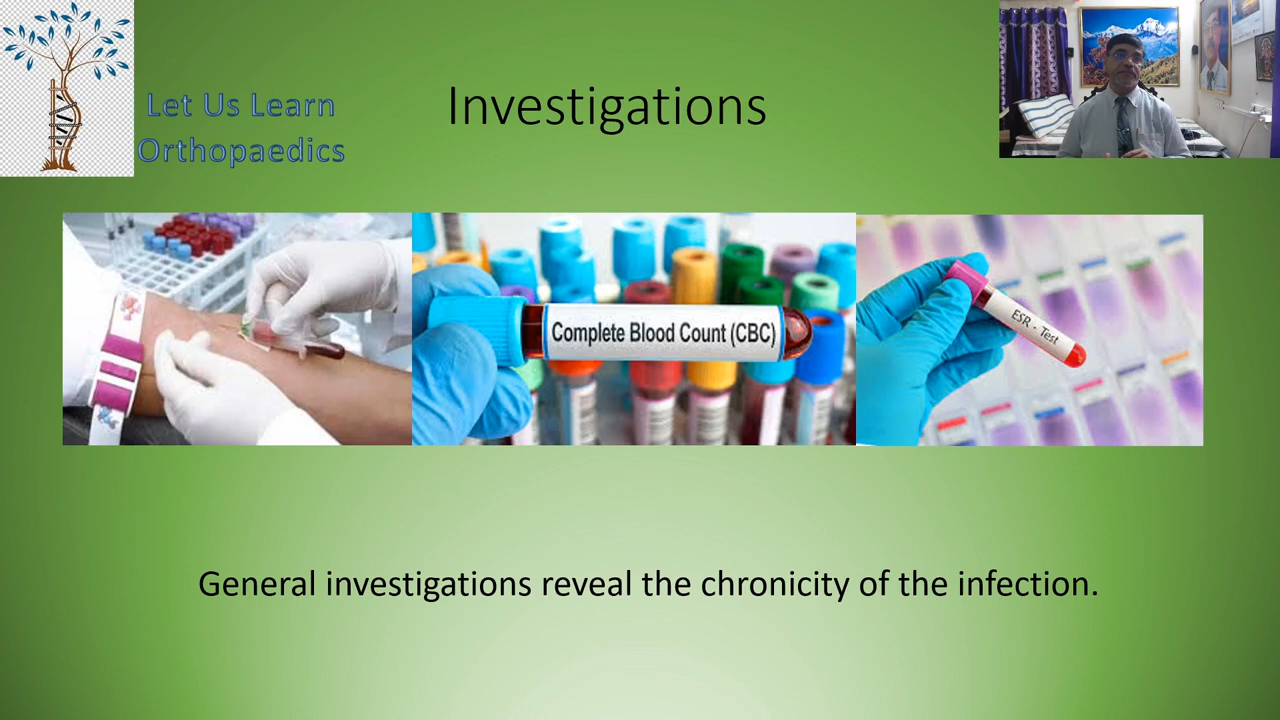 Let Us Learn
Orthopaedics
Investigations
Complete Blood Count (CBC)
ESR - Test
General investigations reveal the chronicity of the infection.